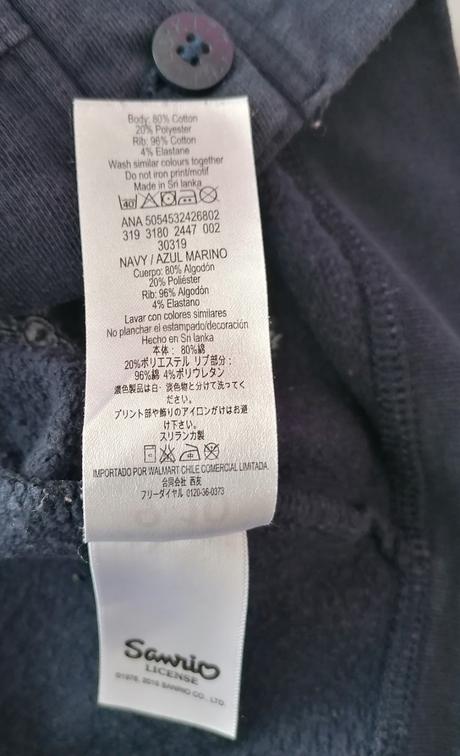 Body: 80% Cotton
20% Polyester
Rib: 96% Cotton
4% Elastane
Wash similar colours together
Do not iron print/motif
Made in Sri lanka
40
ANA 5054532426802
319 3180 2447 002
30319
NAVY / AZUL MARINO
Cuerpo: 80% Algodón
20% Poliéster
Rib: 96% Algodón
4% Elastano
Lavar con colores similares
No planchar el estampado/decoración
Hecho en Sri lanka
本体: 80%綿
20%ポリエステル リブ部分:
96%綿 4%ポリウレタン
濃色製品は白・淡色物と分けて洗ってく
ださい。
プリント部や飾りのアイロンがけはお避
け下さい。
スリランカ製
IMPORTADO POR WALMART CHILE COMERCIAL LIMITADA
合同会社 西友
フリーダイヤル 0120-36-0373
Sanrio
LICENSE
SANRIO CO., LTD.